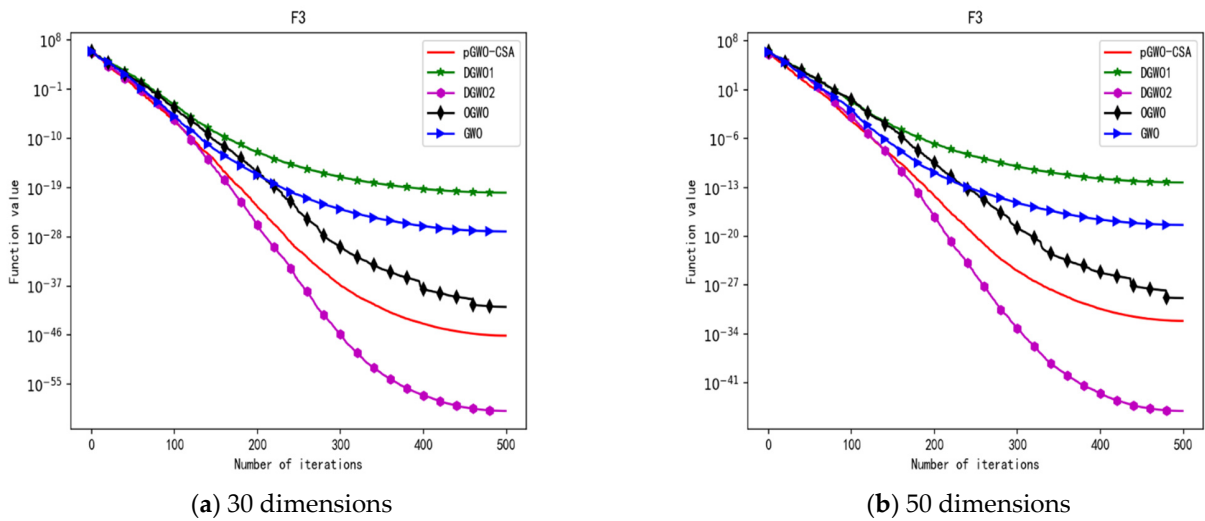 F3
Function value
10^8
10^-1
10^-10
10^-19
10^-28
10^-37
10^-46
10^-55
pGWO-CSA
DGWO1
DGWO2
OGWO
GWO
0 100 200 300 400 500
Number of iterations
(a) 30 dimensions
F3
Function value
10^8
10^1
10^-6
10^-13
10^-20
10^-27
10^-34
10^-41
pGWO-CSA
DGWO1
DGWO2
OGWO
GWO
0 100 200 300 400 500
Number of iterations
(b) 50 dimensions